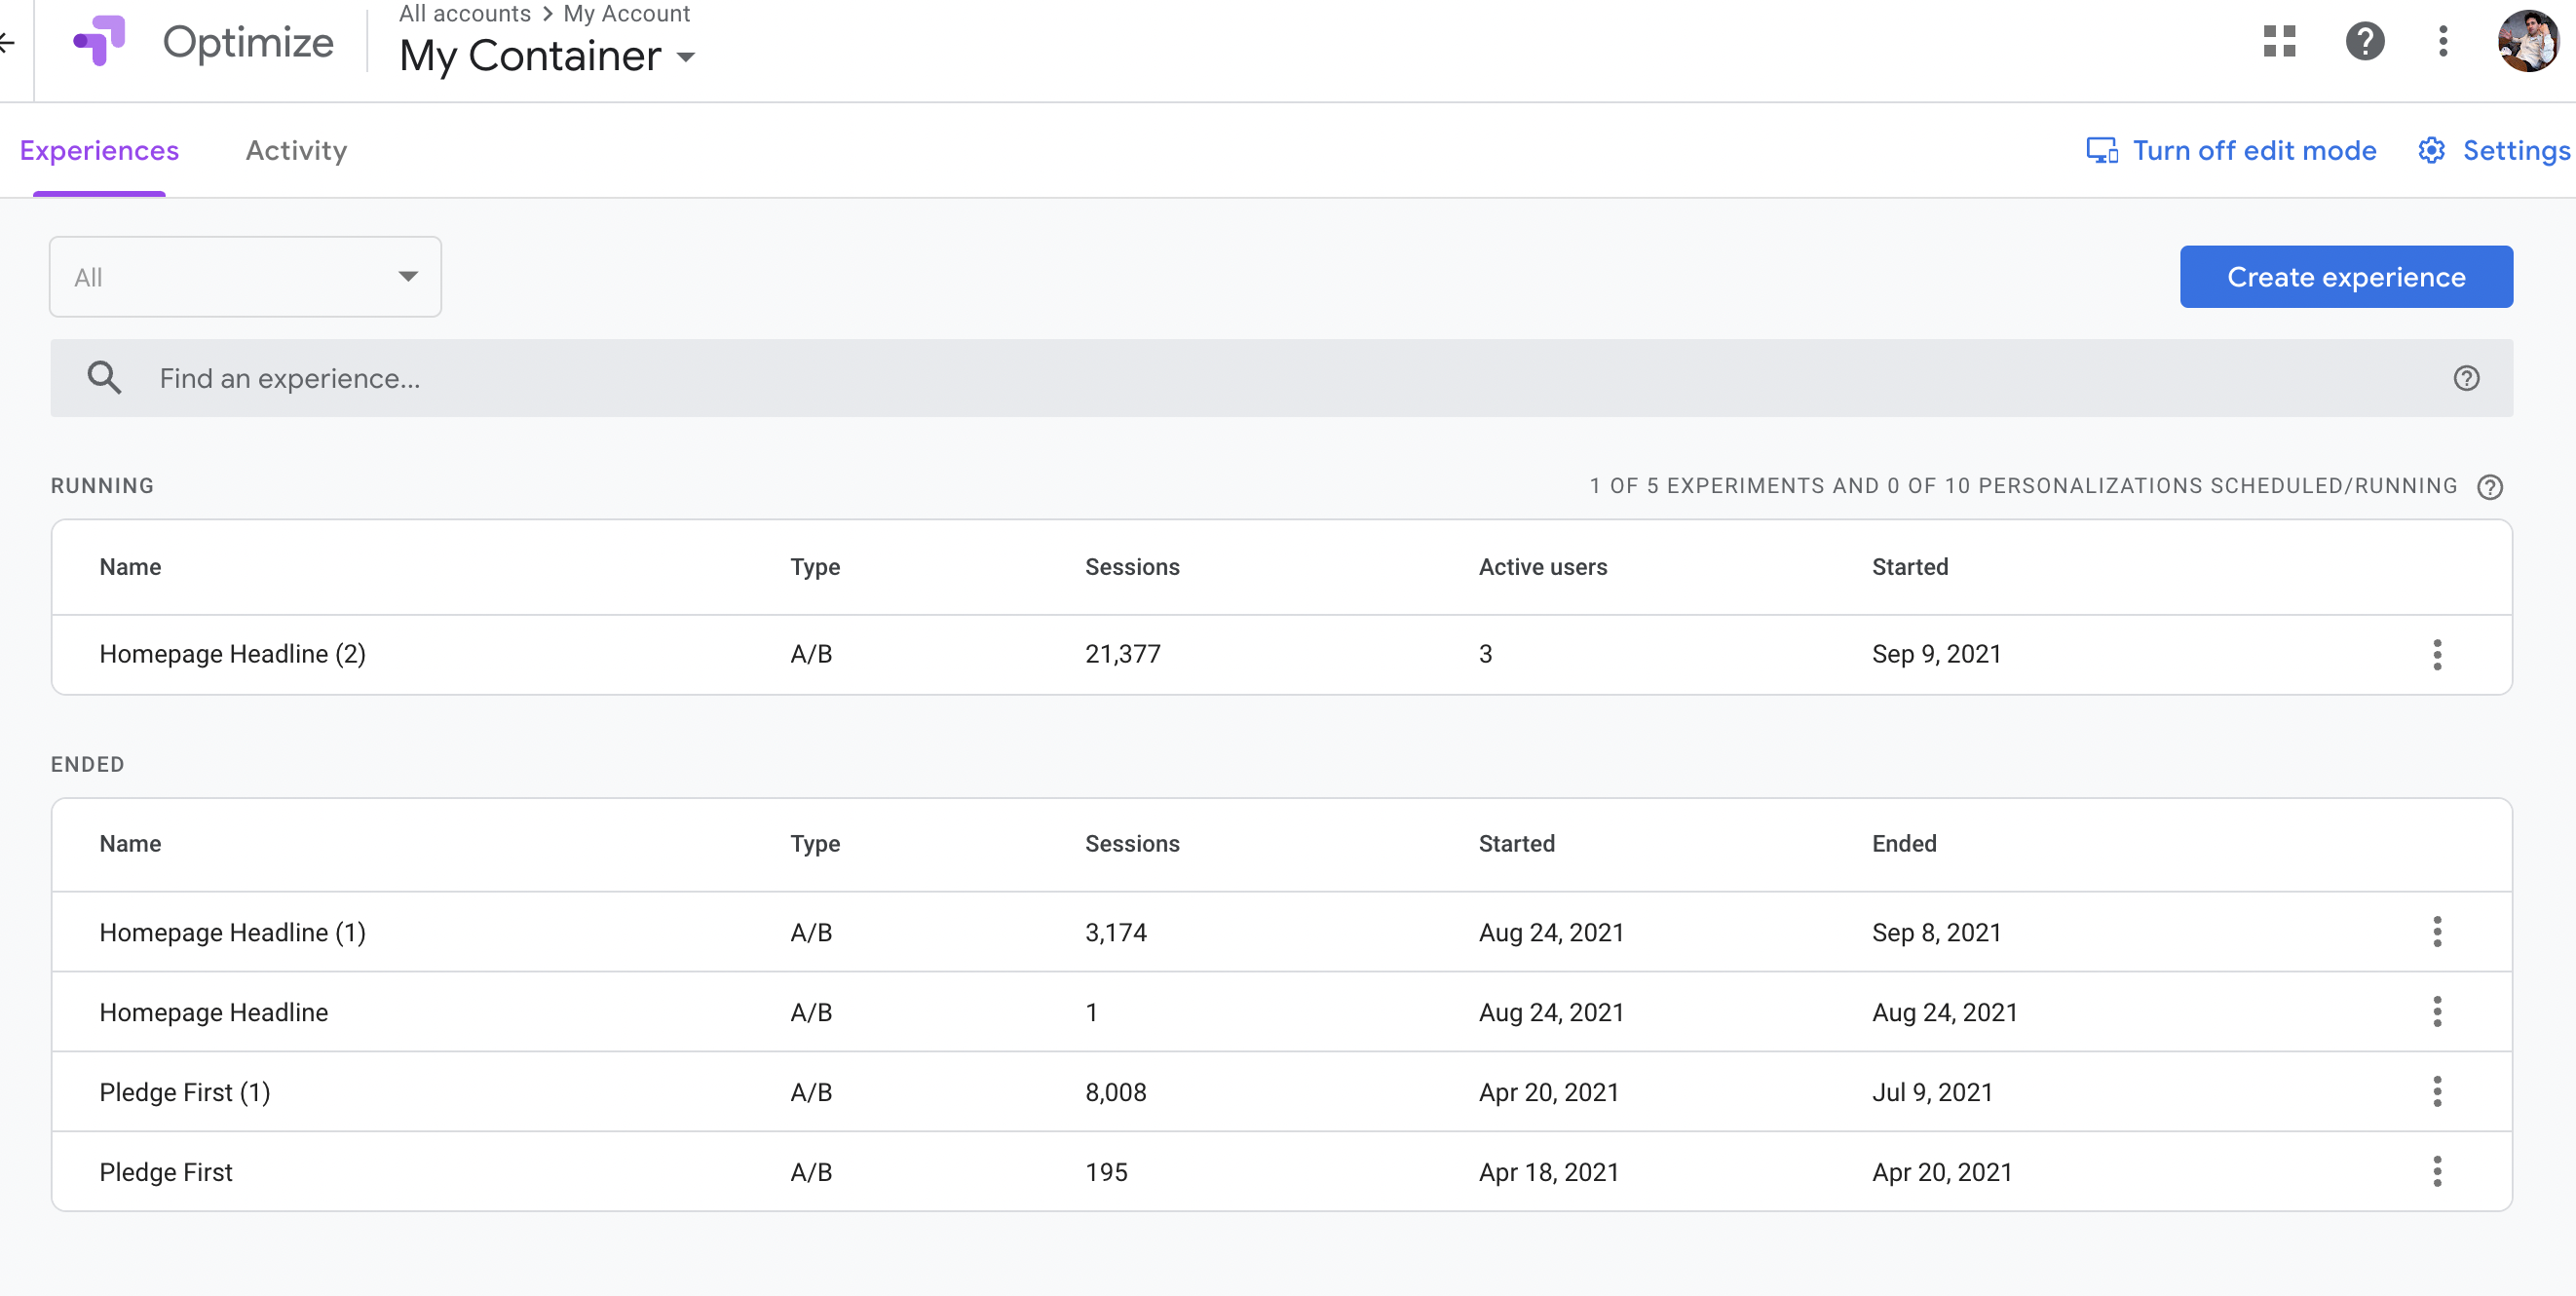 Optimize
All accounts > My Account
My Container
Experiences
Activity
Turn off edit mode
Settings
All
Create experience
Find an experience...
RUNNING
1 OF 5 EXPERIMENTS AND 0 OF 10 PERSONALIZATIONS SCHEDULED/RUNNING
Name Type Sessions Active users Started
Homepage Headline (2) A/B 21,377 3 Sep 9, 2021
ENDED
Name Type Sessions Started Ended
Homepage Headline (1) A/B 3,174 Aug 24, 2021 Sep 8, 2021
Homepage Headline A/B 1 Aug 24, 2021 Aug 24, 2021
Pledge First (1) A/B 8,008 Apr 20, 2021 Jul 9, 2021
Pledge First A/B 195 Apr 18, 2021 Apr 20, 2021